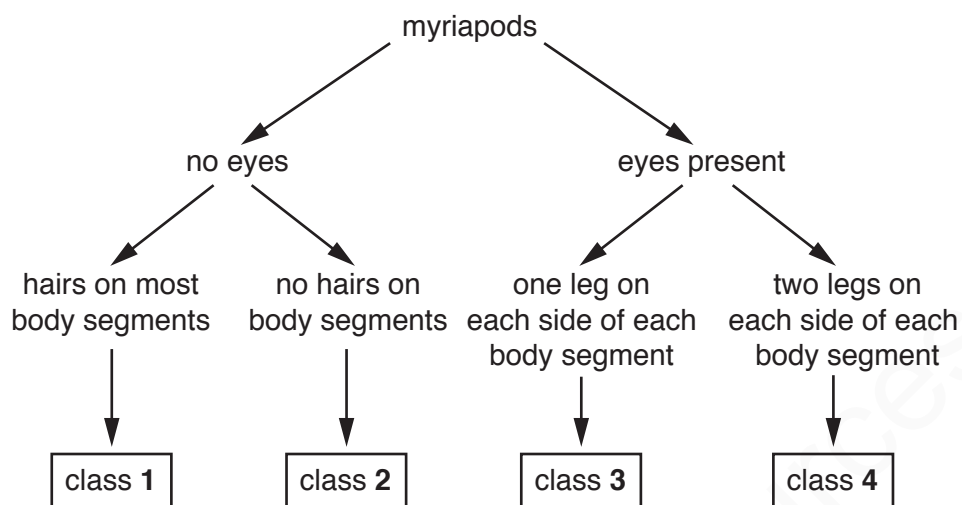 myriapods
no eyes
eyes present
hairs on most
body segments
no hairs on
body segments
one leg on
each side of each
body segment
two legs on
each side of each
body segment
class 1
class 2
class 3
class 4